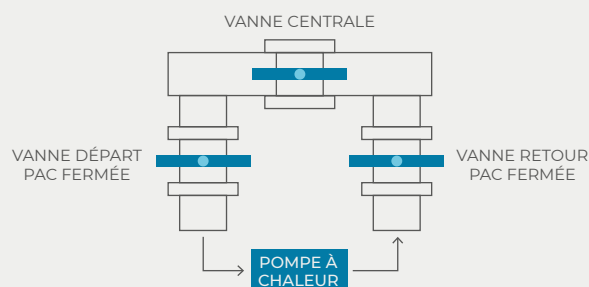 VANNE CENTRALE
VANNE DÉPART
PAC FERMÉE
VANNE RETOUR
PAC FERMÉE
POMPE À
CHALEUR